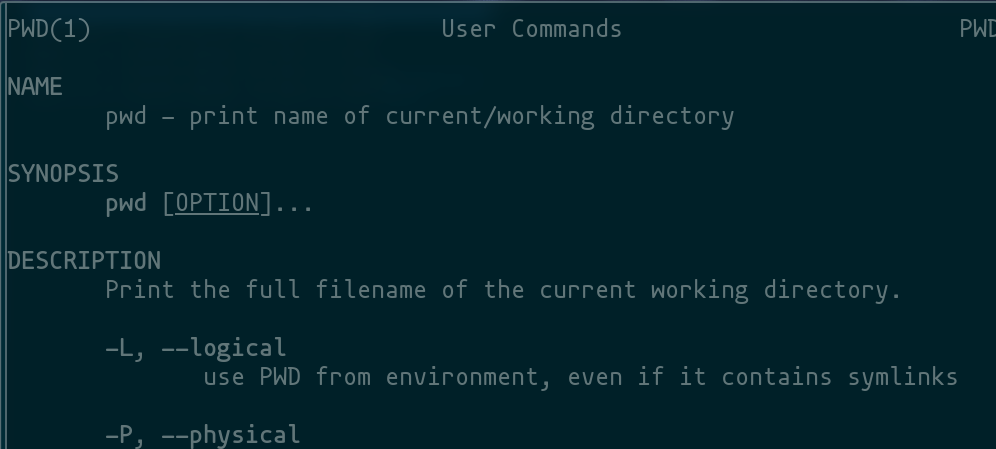 PWD(1) User Commands PWD
NAME
pwd – print name of current/working directory
SYNOPSIS
pwd [OPTION]...
DESCRIPTION
Print the full filename of the current working directory.
–L, ––logical
use PWD from environment, even if it contains symlinks
–P, ––physical